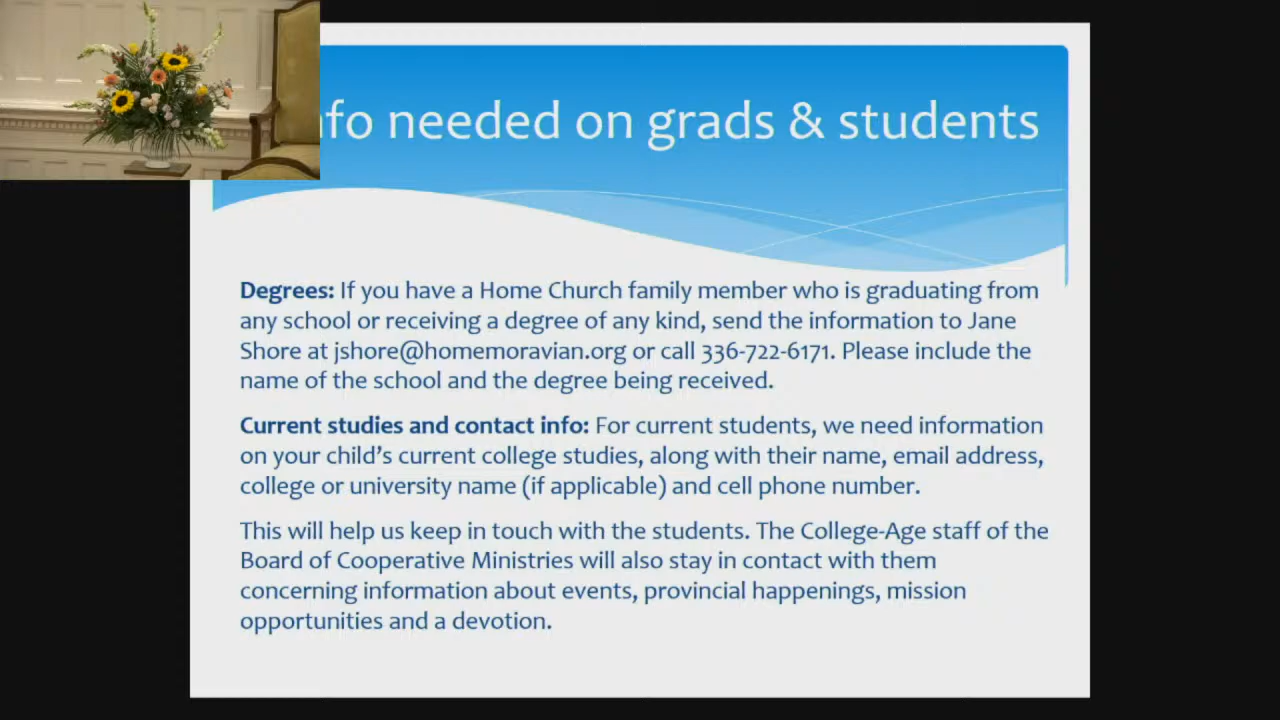 fo needed on grads & students
Degrees: If you have a Home Church family member who is graduating from
any school or receiving a degree of any kind, send the information to Jane
Shore at jshore@homemoravian.org or call 336-722-6171. Please include the
name of the school and the degree being received.
Current studies and contact info: For current students, we need information
on your child's current college studies, along with their name, email address,
college or university name (if applicable) and cell phone number.
This will help us keep in touch with the students. The College-Age staff of the
Board of Cooperative Ministries will also stay in contact with them
concerning information about events, provincial happenings, mission
opportunities and a devotion.